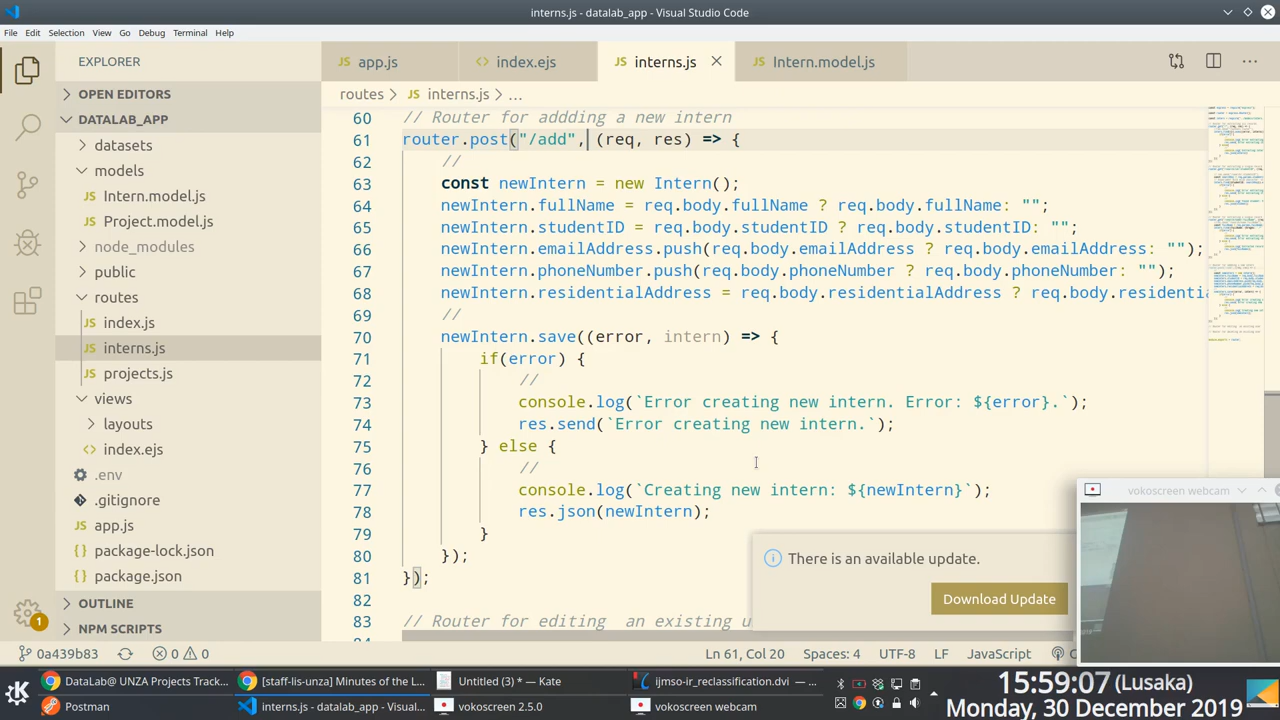 interns.js - datalab_app - Visual Studio Code
File Edit Selection View Go Debug Terminal Help
EXPLORER
OPEN EDITORS
DATALAB_APP
datasets
models
Intern.model.js
Project.model.js
node_modules
public
routes
index.js
interns.js
projects.js
views
layouts
index.ejs
.env
.gitignore
app.js
package-lock.json
package.json
OUTLINE
NPM SCRIPTS
app.js index.ejs interns.js Intern.model.js
routes > interns.js > ...
60 // Router for adding a new intern
61 router.post("/add", (req, res) => {
62 //
63 const newIntern = new Intern();
64 newIntern.fullName = req.body.fullName ? req.body.fullName: "";
65 newIntern.studentID = req.body.studentID ? req.body.studentID: "";
66 newIntern.emailAddress.push(req.body.emailAddress ? req.body.emailAddress: "");
67 newIntern.phoneNumber.push(req.body.phoneNumber ? req.body.phoneNumber: "");
68 newIntern.residentialAddress = req.body.residentialAddress ? req.body.residenti
69 //
70 newIntern.save((error, intern) => {
71 if(error) {
72 //
73 console.log(`Error creating new intern. Error: ${error}.`);
74 res.send(`Error creating new intern.`);
75 } else {
76 //
77 console.log(`Creating new intern: ${newIntern}`);
78 res.json(newIntern);
79 }
80 });
81 });
82
83 // Router for editing an existing u
There is an available update.
Download Update
vokoscreen webcam
0a439b83 0 0 Ln 61, Col 20 Spaces: 4 UTF-8 LF JavaScript
DataLab@ UNZA Projects Track... [staff-lis-unza] Minutes of the L... Untitled (3) * — Kate ijmso-ir_reclassification.dvi — ...
Postman interns.js - datalab_app - Visual... vokoscreen 2.5.0 vokoscreen webcam
15:59:07 (Lusaka)
Monday, 30 December 2019